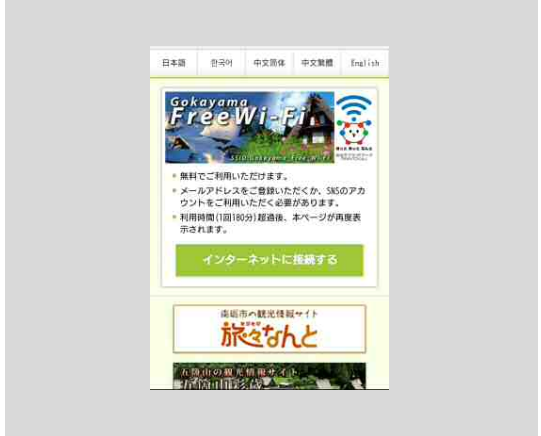 日本語 한국어 中文简体 中文繁體 English
Gokayama
Free Wi-Fi
SSID Gokayama_Free_Wi-Fi
・無料でご利用いただけます。
・メールアドレスをご登録いただくか、SNSのアカ
ウントをご利用いただく必要があります。
・利用時間(1回180分)超過後、本ページが再度表
示されます。
インターネットに接続する
南砺市の観光情報サイト
旅々なんと
五箇山の観光情報サイト
五箇山彩歳